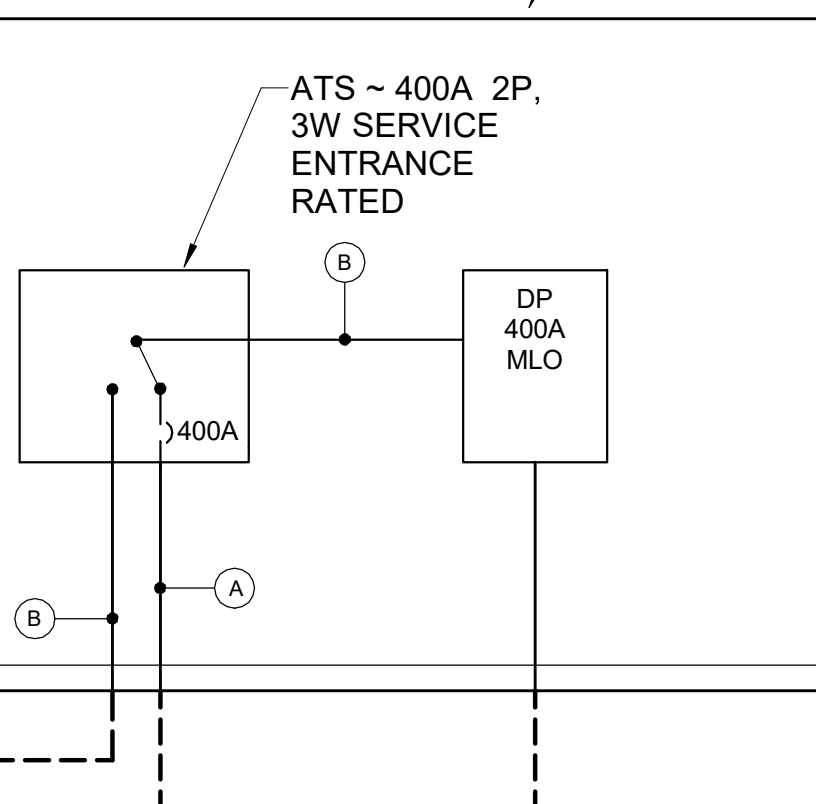 ATS ~ 400A  2P,
3W SERVICE
ENTRANCE
RATED
B
DP
400A
MLO
400A
A
B